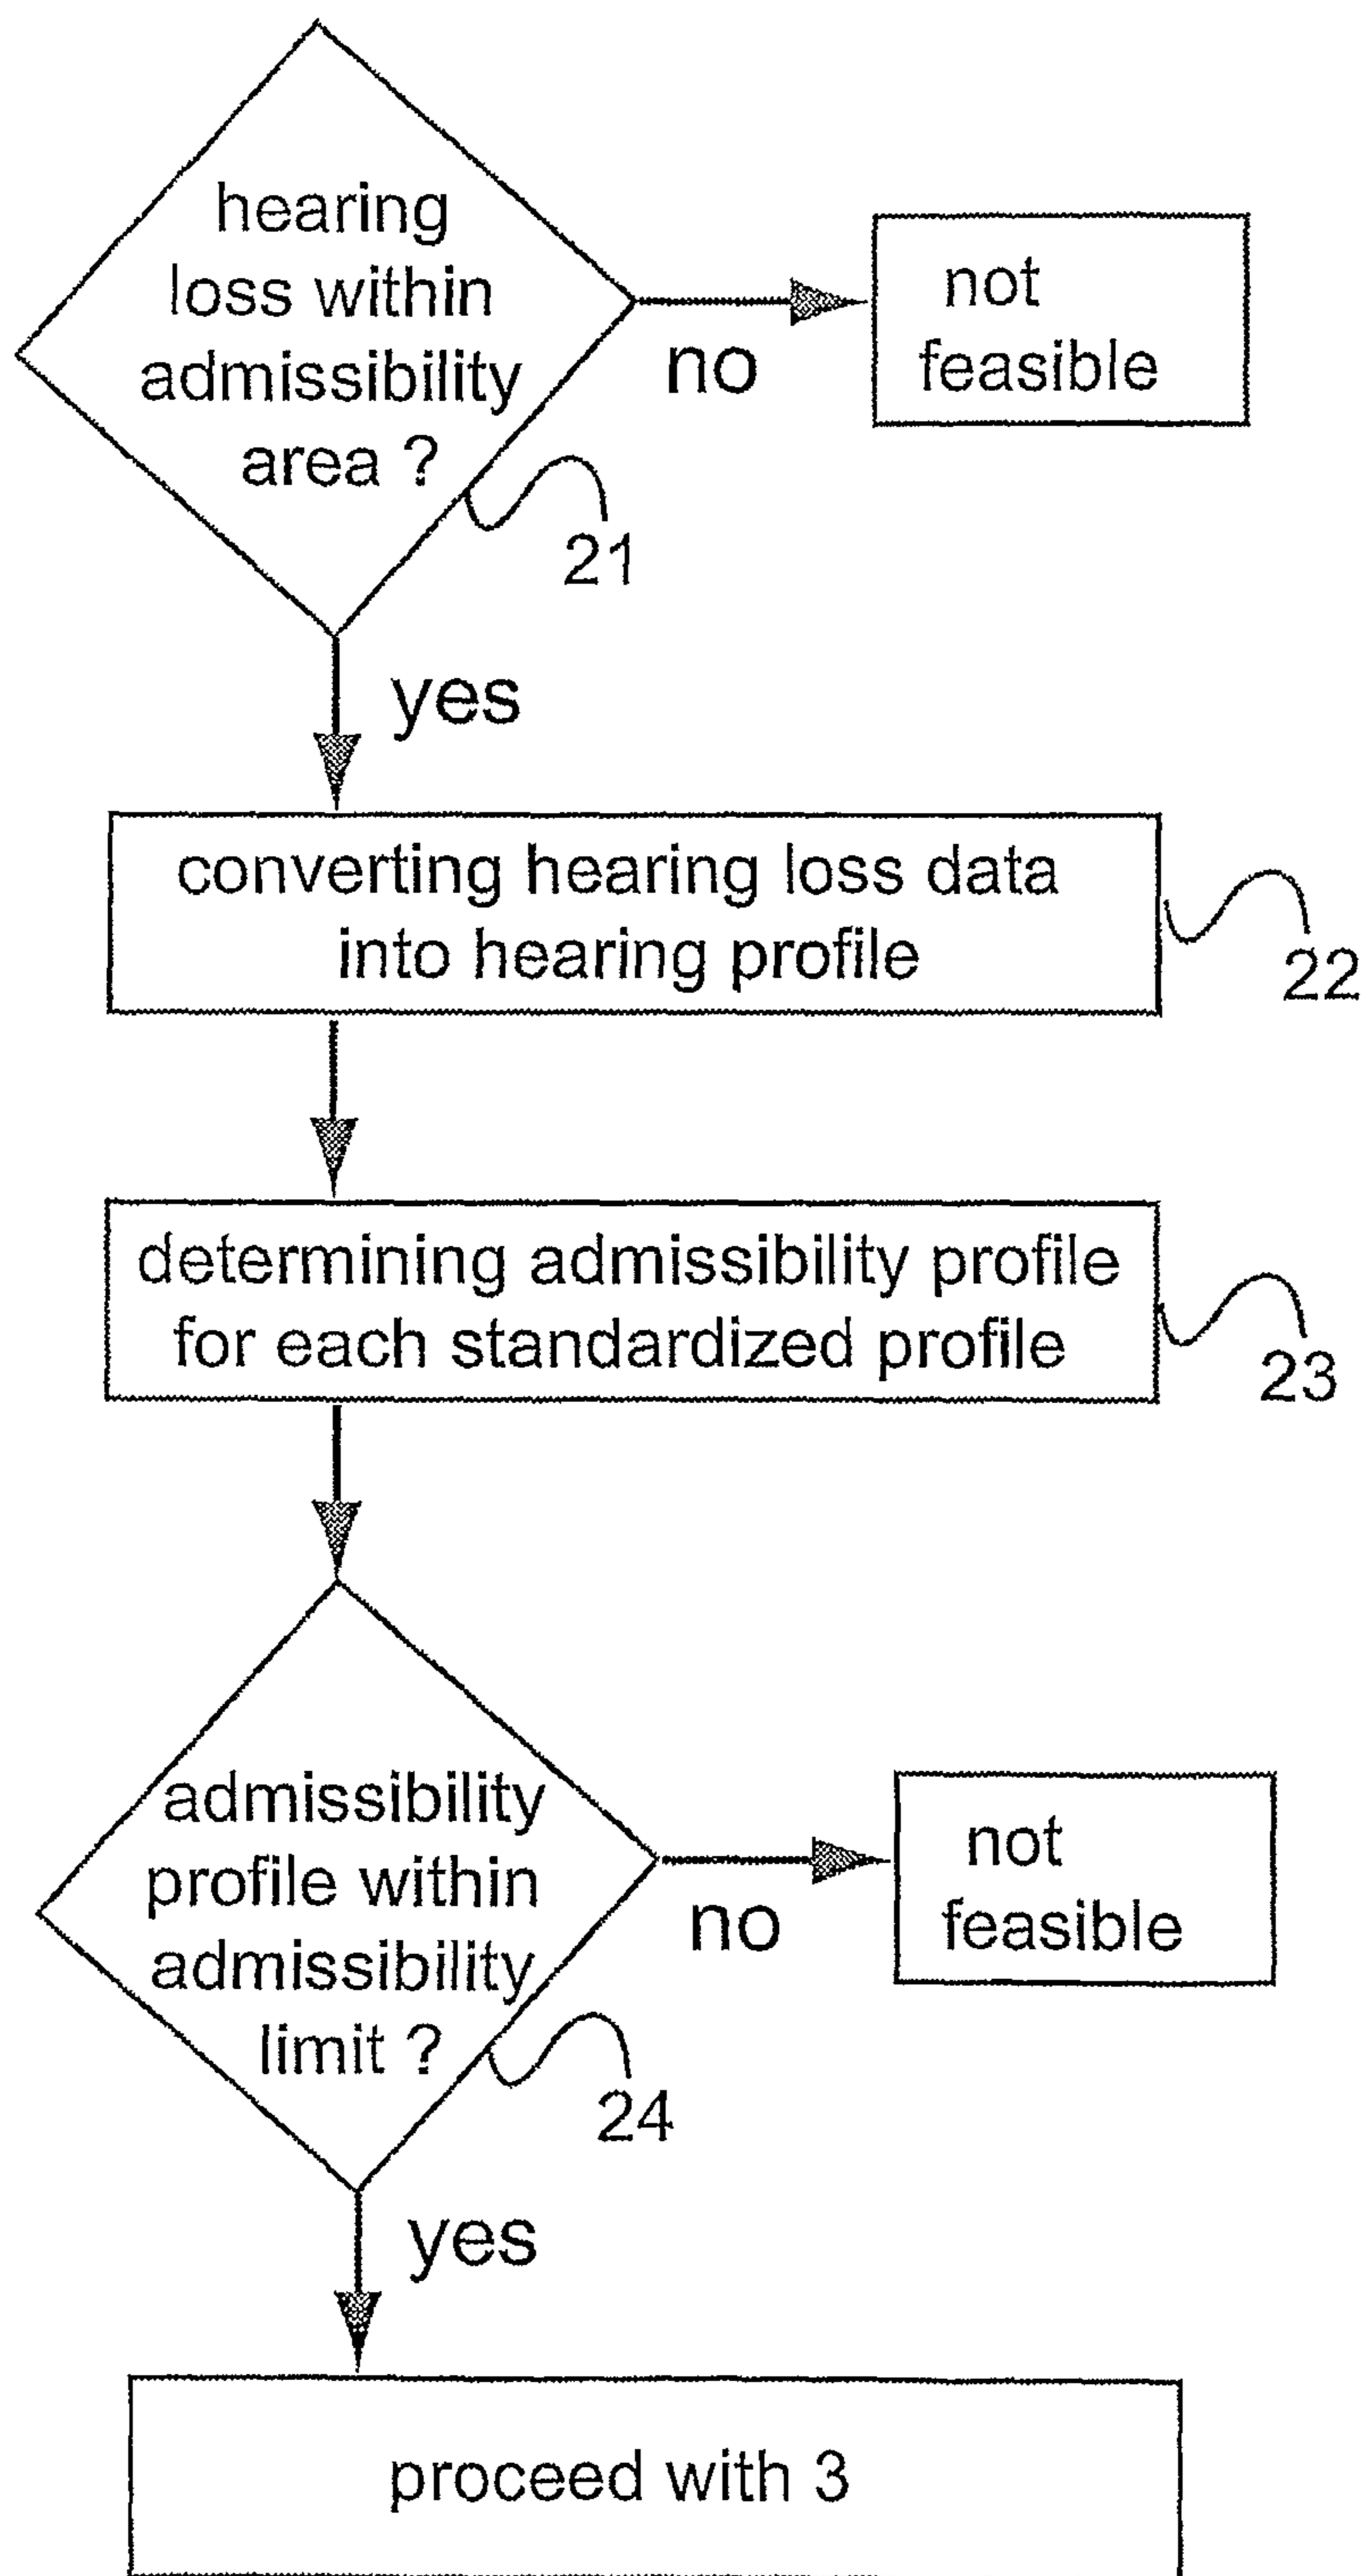 hearing
loss within
admissibility
area ?
no
not
feasible
21
yes
converting hearing loss data
into hearing profile
22
determining admissibility profile
for each standardized profile
23
admissibility
profile within
admissibility
limit ?
no
not
feasible
24
yes
proceed with 3